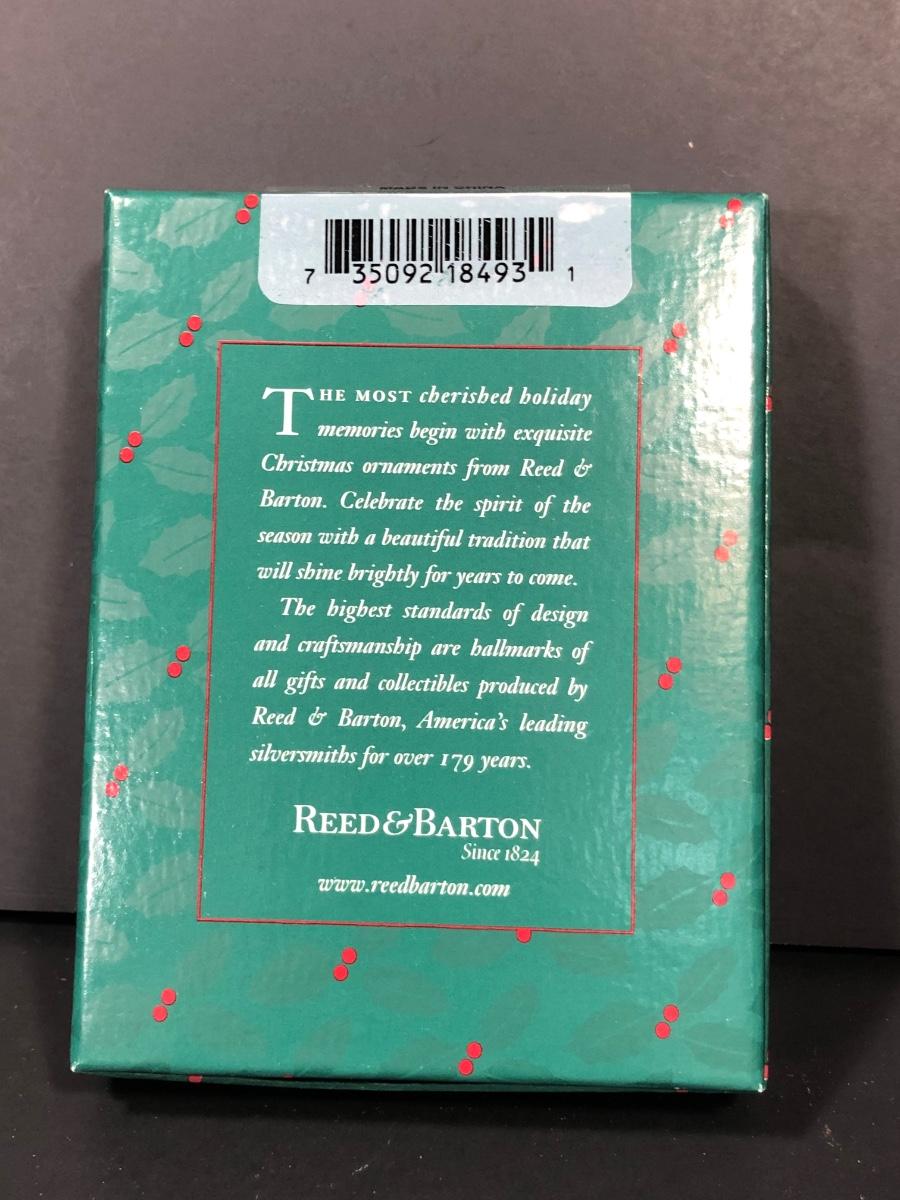 MADE IN CHINA
7 35092 18493 1
THE MOST cherished holiday
memories begin with exquisite
Christmas ornaments from Reed &
Barton. Celebrate the spirit of the
season with a beautiful tradition that
will shine brightly for years to come.
The highest standards of design
and craftsmanship are hallmarks of
all gifts and collectibles produced by
Reed & Barton, America's leading
silversmiths for over 179 years.
REED & BARTON
Since 1824
www.reedbarton.com